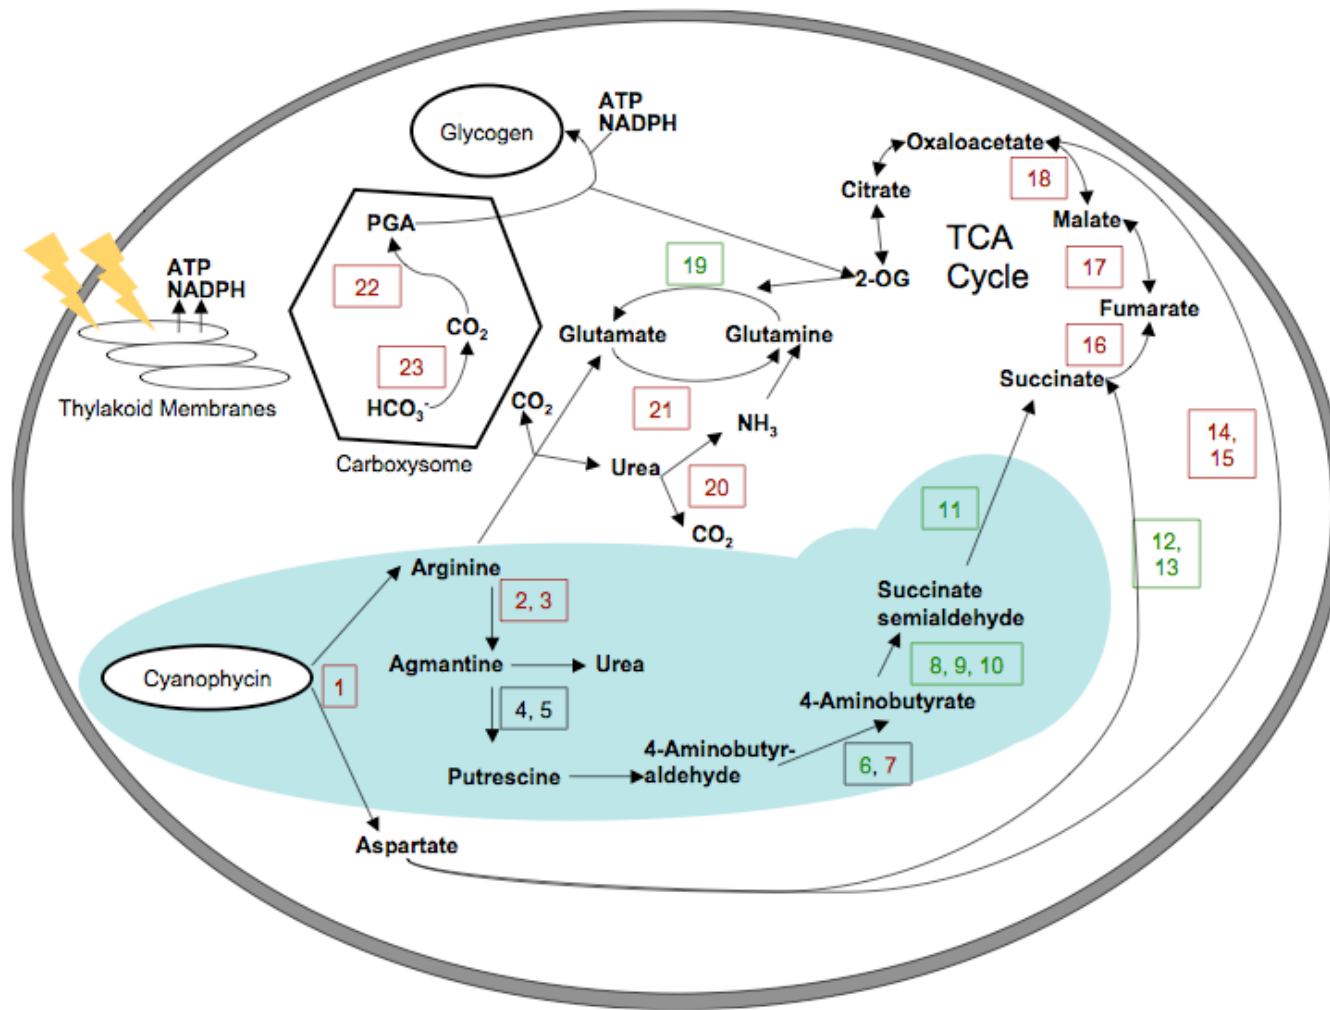 ATP
NADPH
Glycogen
Oxaloacetate
Citrate
18
Malate
PGA
TCA
Cycle
19
17
ATP
NADPH
22
2-OG
Fumarate
CO2
Glutamate
Glutamine
16
23
Succinate
HCO3-
CO2
21
NH3
Thylakoid Membranes
14,
15
Carboxysome
Urea
20
11
CO2
12,
13
Arginine
2, 3
Succinate
semialdehyde
Agmantine
Urea
8, 9, 10
Cyanophycin
1
4, 5
4-Aminobutyrate
4-Aminobutyr-
aldehyde
Putrescine
6, 7
Aspartate